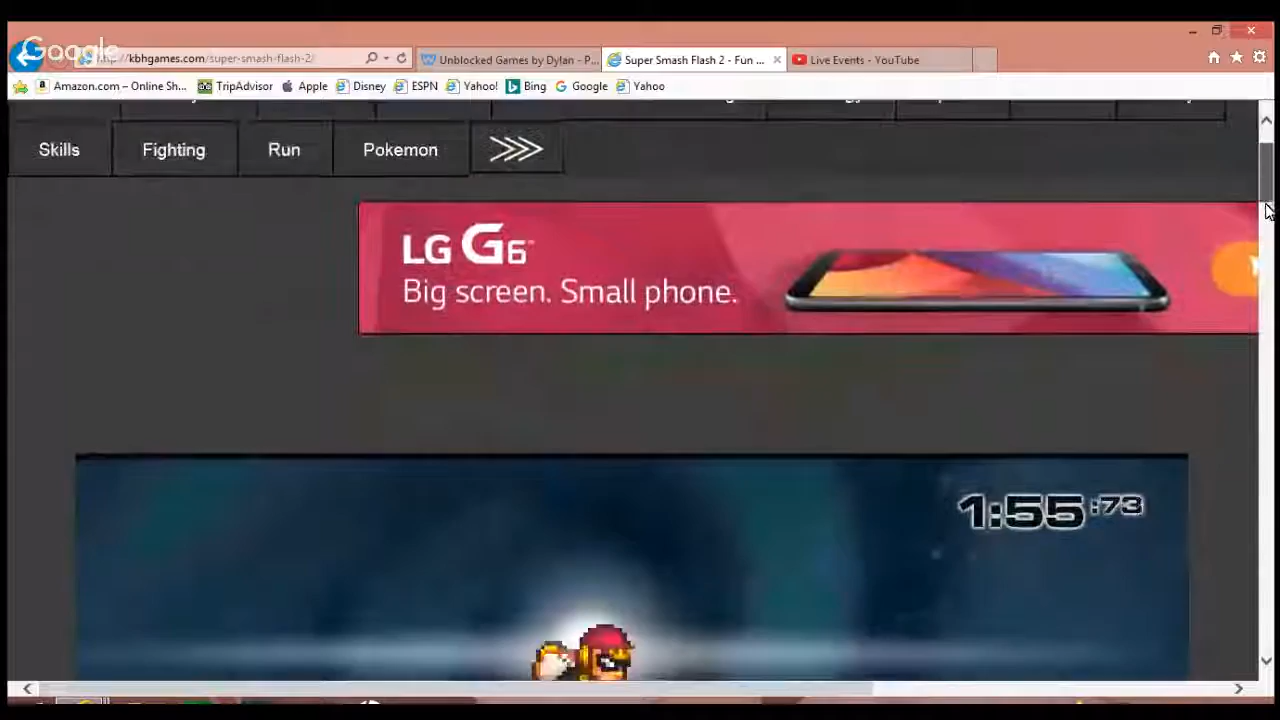 Google
http://kbhgames.com/super-smash-flash-2/
Unblocked Games by Dylan - P...
Super Smash Flash 2 - Fun ...
Live Events - YouTube
Amazon.com – Online Sh...
TripAdvisor
Apple
Disney
ESPN
Yahoo!
Bing
Google
Yahoo
Skills
Fighting
Run
Pokemon
LG G6™
Big screen. Small phone.
1:55:73